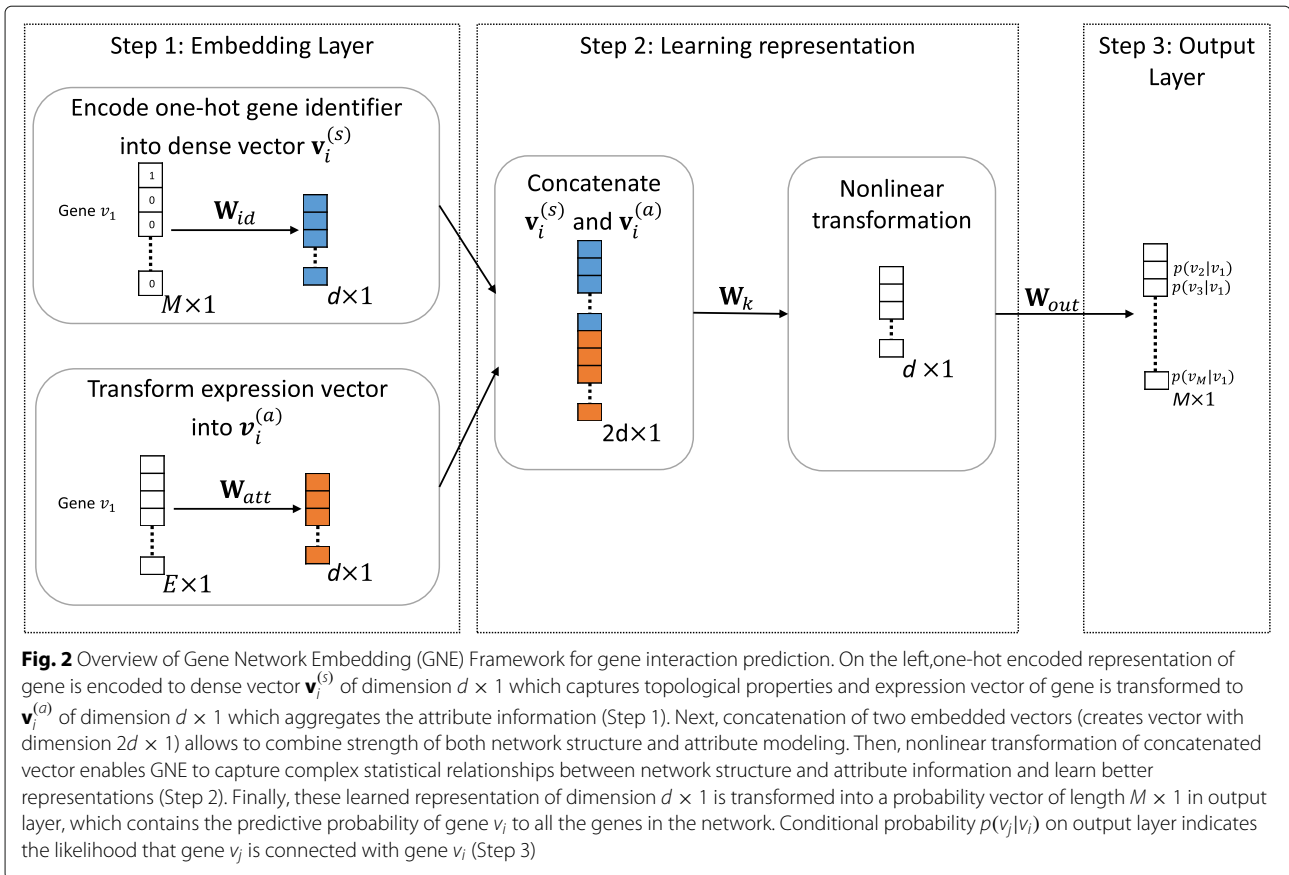 Step 1: Embedding Layer
Encode one-hot gene identifier
into dense vector v_i^(s)
Gene v_1
1
0
0
0
W_id
M×1
d×1
Transform expression vector
into v_i^(a)
Gene v_1
W_att
E×1
d×1
Step 2: Learning representation
Concatenate
v_i^(s) and v_i^(a)
2d×1
W_k
Nonlinear
transformation
d×1
W_out
Step 3: Output
Layer
p(v_2|v_1)
p(v_3|v_1)
p(v_M|v_1)
M×1
Fig. 2 Overview of Gene Network Embedding (GNE) Framework for gene interaction prediction. On the left,one-hot encoded representation of
gene is encoded to dense vector v_i^(s) of dimension d × 1 which captures topological properties and expression vector of gene is transformed to
v_i^(a) of dimension d × 1 which aggregates the attribute information (Step 1). Next, concatenation of two embedded vectors (creates vector with
dimension 2d × 1) allows to combine strength of both network structure and attribute modeling. Then, nonlinear transformation of concatenated
vector enables GNE to capture complex statistical relationships between network structure and attribute information and learn better
representations (Step 2). Finally, these learned representation of dimension d × 1 is transformed into a probability vector of length M × 1 in output
layer, which contains the predictive probability of gene v_i to all the genes in the network. Conditional probability p(v_j|v_i) on output layer indicates
the likelihood that gene v_j is connected with gene v_i (Step 3)